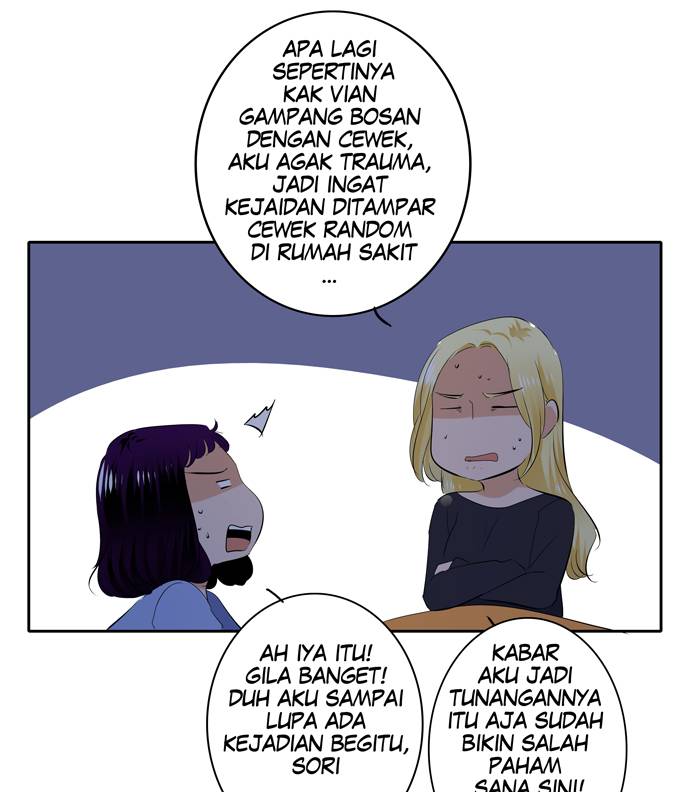 APA LAGI
SEPERTINYA
KAK VIAN
GAMPANG BOSAN
DENGAN CEWEK,
AKU AGAK TRAUMA,
JADI INGAT
KEJAIDAN DITAMPAR
CEWEK RANDOM
DI RUMAH SAKIT
...
AH IYA ITU!
GILA BANGET!
DUH AKU SAMPAI
LUPA ADA
KEJADIAN BEGITU,
SORI
KABAR
AKU JADI
TUNANGANNYA
ITU AJA SUDAH
BIKIN SALAH
PAHAM
SANA SINI!